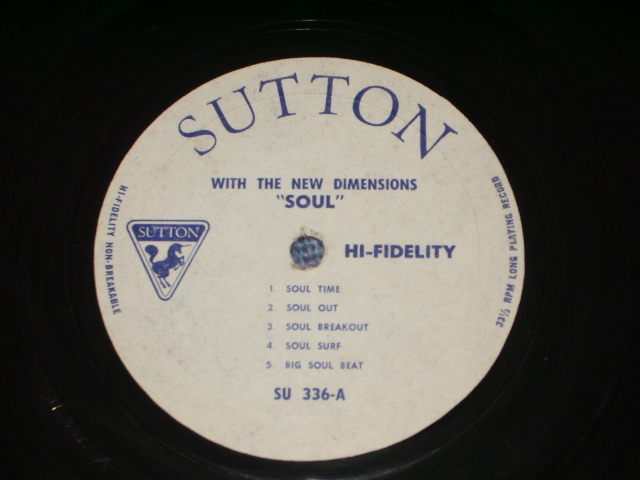 SUTTON
WITH THE NEW DIMENSIONS
"SOUL"
HI-FIDELITY
HI-FIDELITY NON-BREAKABLE
SUTTON
33⅓ RPM LONG PLAYING RECORD
1. SOUL TIME
2. SOUL OUT
3. SOUL BREAKOUT
4. SOUL SURF
5. BIG SOUL BEAT
SU 336-A